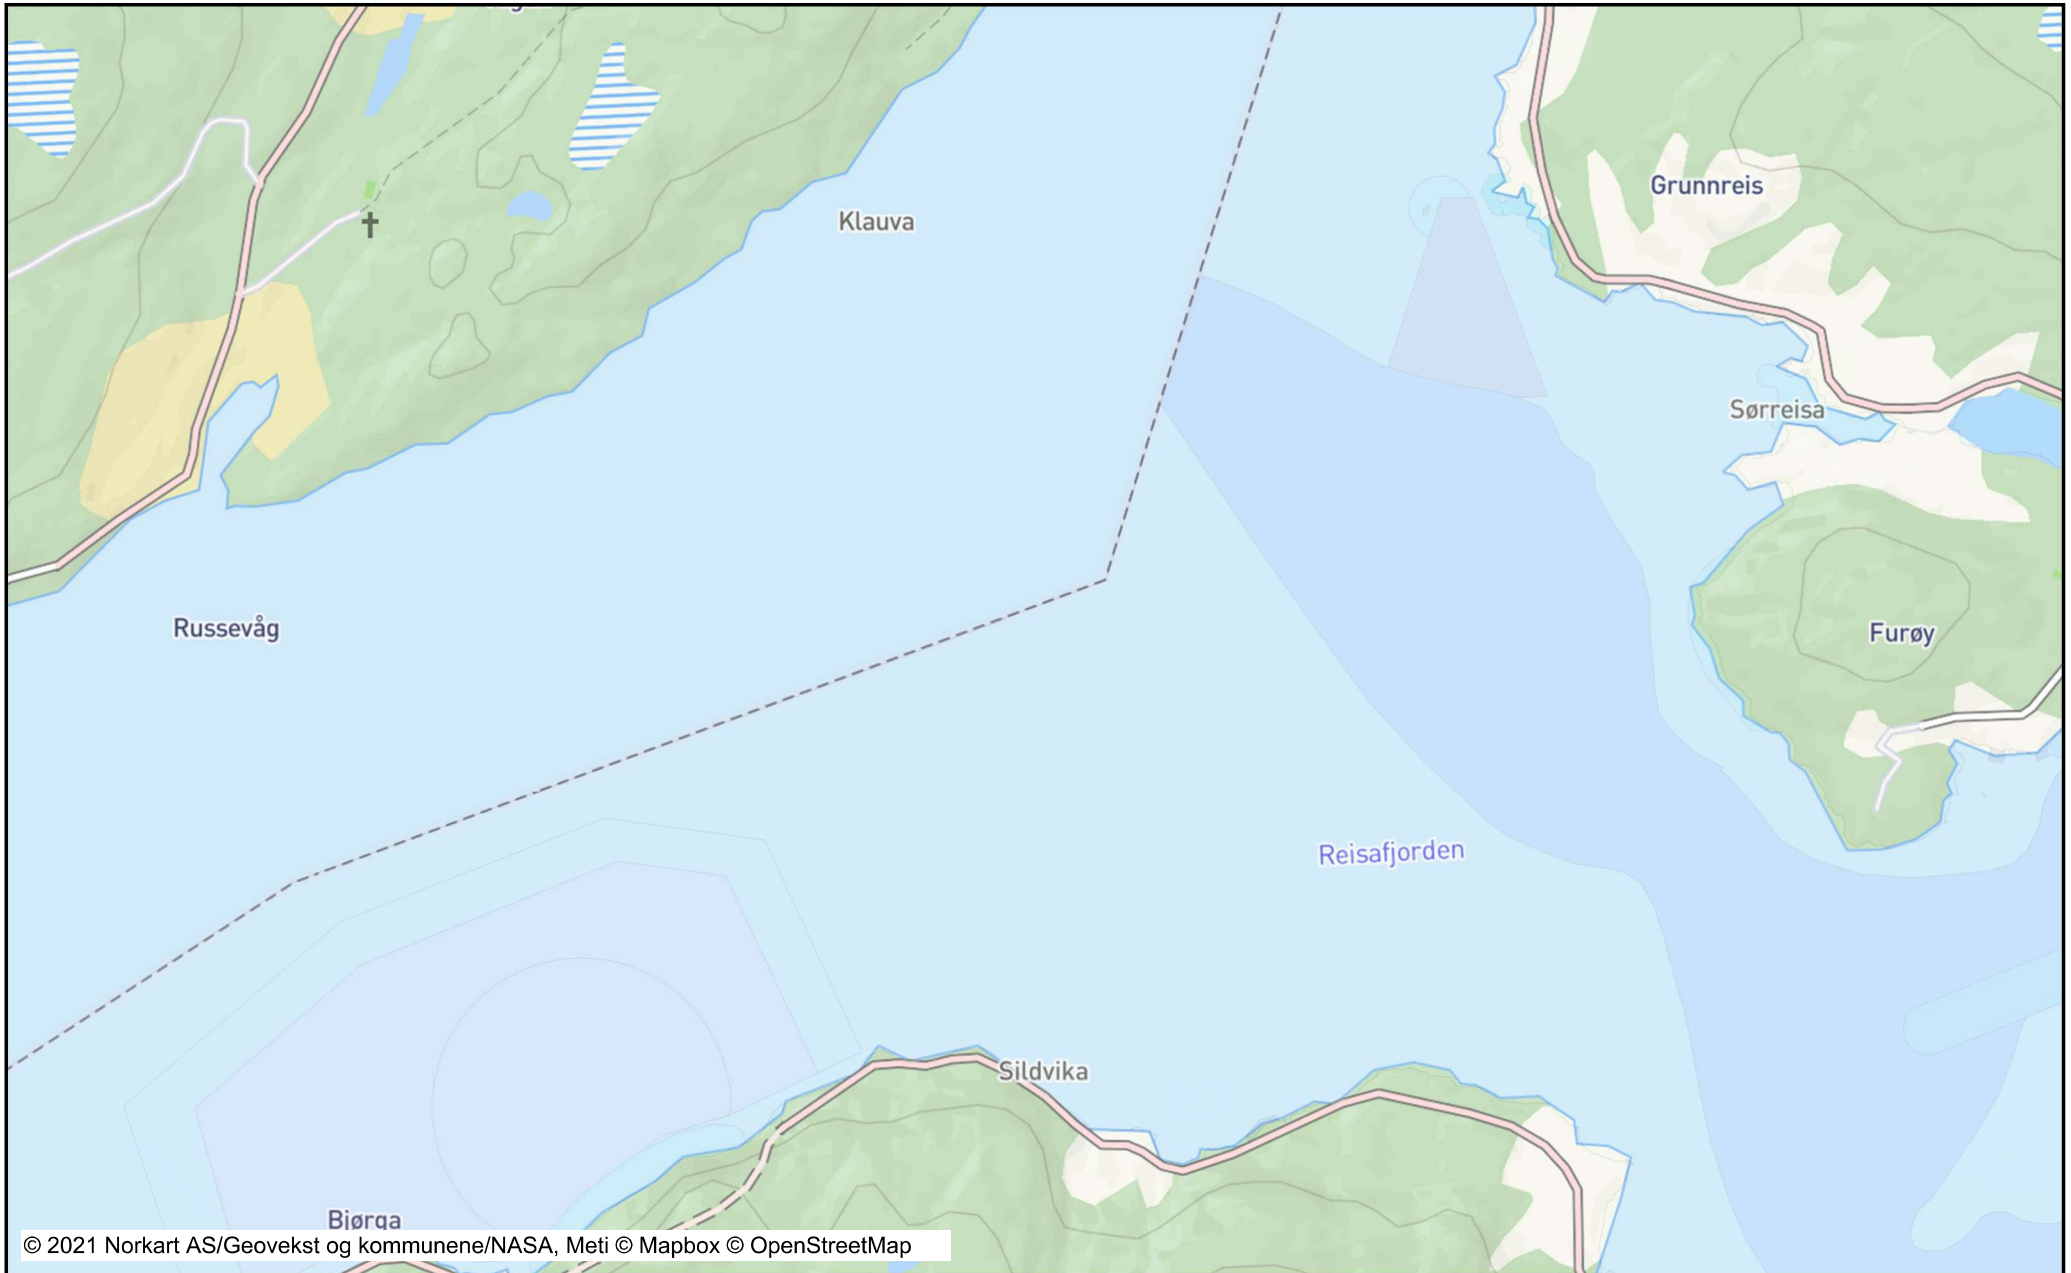 Grunnreis
Klauva
Sørreisa
Russevåg
Furøy
Reisafjorden
Sildvika
Bjørga
© 2021 Norkart AS/Geovekst og kommunene/NASA, Meti © Mapbox © OpenStreetMap